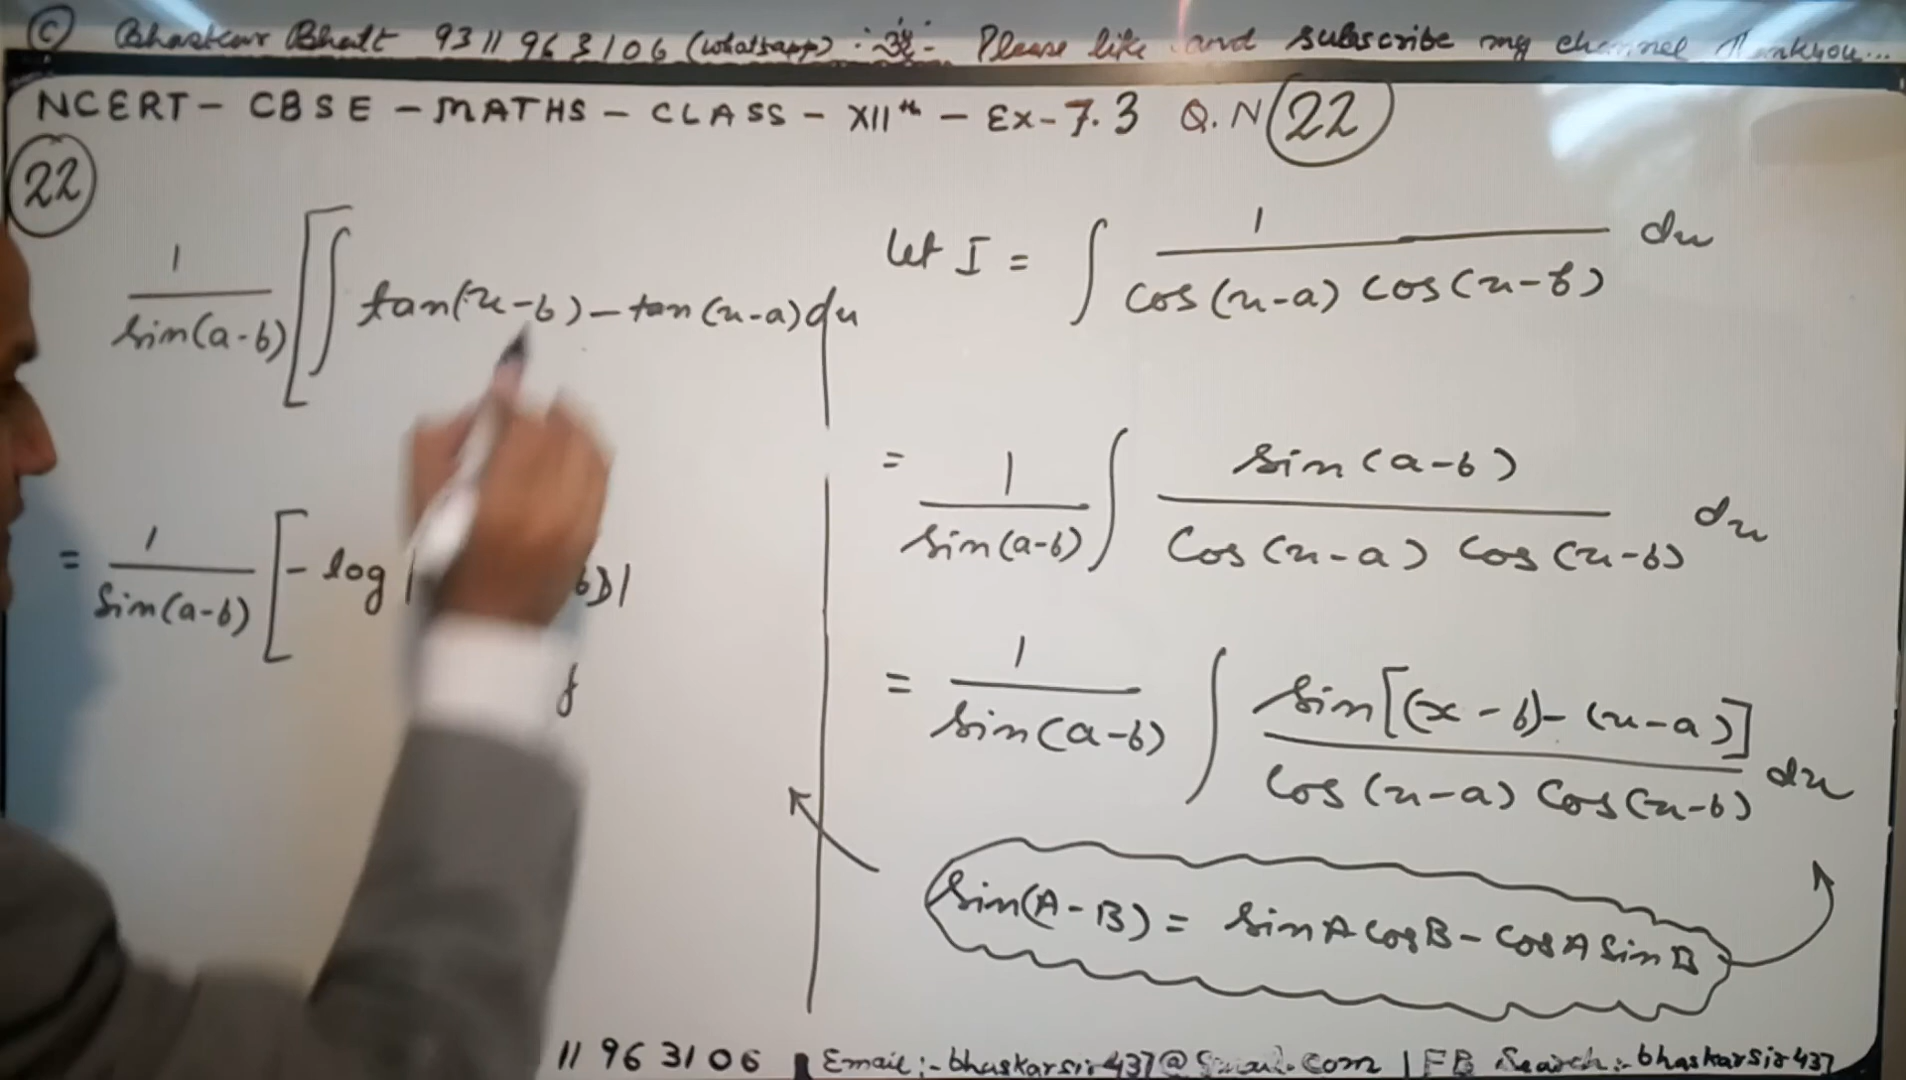 © Bhaskar Bhatt 9311963106 (whatsapp) :- Please like and subscribe my channel Thankyou...
NCERT - CBSE - MATHS - CLASS - XIIth - Ex-7.3 Q.N 22
22
1/sin(a-b) [∫ tan(x-b) - tan(x-a) dx
= 1/sin(a-b) [- log |
Let I = ∫ 1/cos(x-a) cos(x-b) dx
= 1/sin(a-b) ∫ sin(a-b)/cos(x-a) cos(x-b) dx
= 1/sin(a-b) ∫ sin[(x-b)-(x-a)]/cos(x-a) cos(x-b) dx
sin(A-B) = sinA cosB - cosA sinB
11963106 Email:- bhaskarsir437@gmail.com | FB Search:- bhaskarsir437